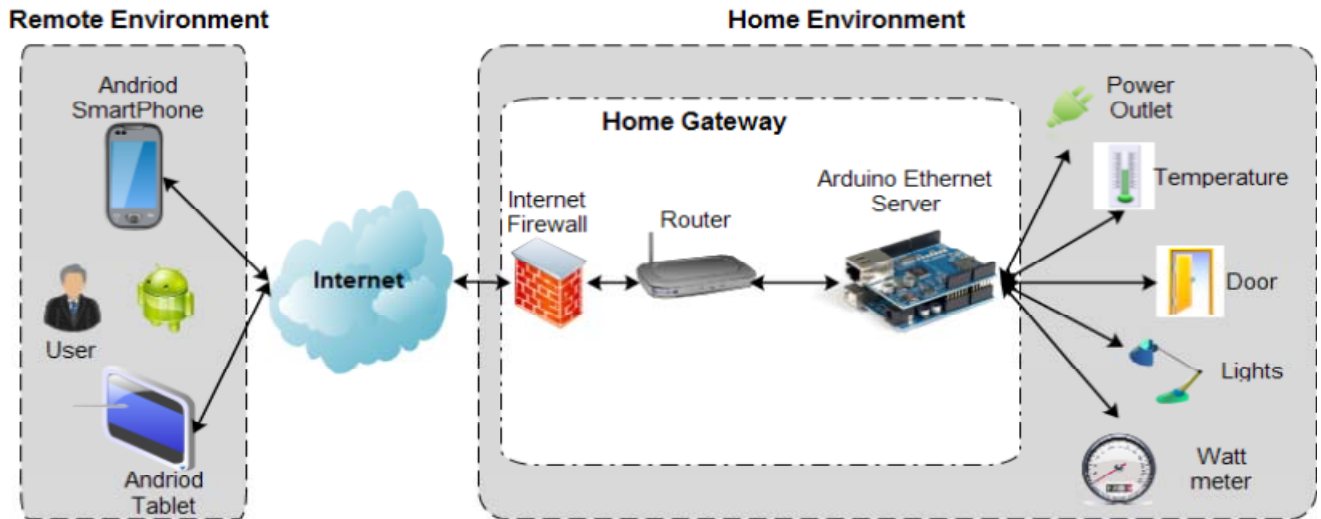 Remote Environment
Andriod
SmartPhone
User
Andriod
Tablet
Internet
Home Environment
Home Gateway
Internet
Firewall
Router
Arduino Ethernet
Server
Power
Outlet
Temperature
Door
Lights
Watt
meter